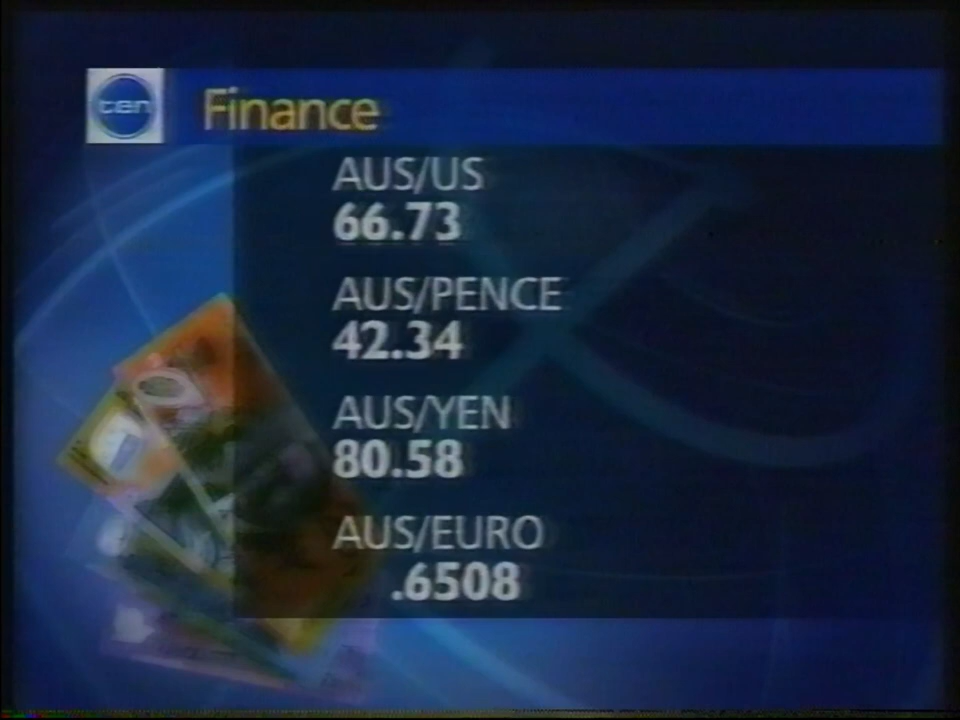 ten
Finance
AUS/US
66.73
AUS/PENCE
42.34
AUS/YEN
80.58
AUS/EURO
.6508